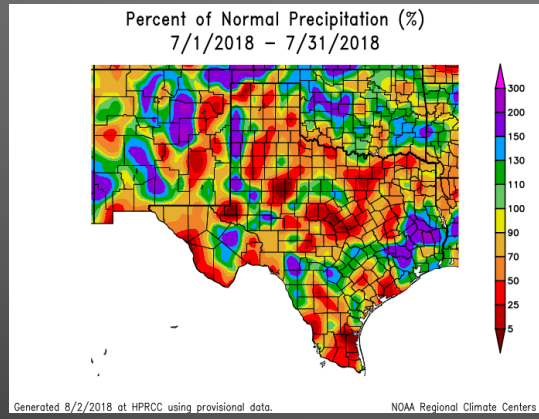 Percent of Normal Precipitation (%)
7/1/2018 – 7/31/2018
300
200
150
130
110
100
90
70
50
25
5
Generated 8/2/2018 at HPRCC using provisional data.
NOAA Regional Climate Centers